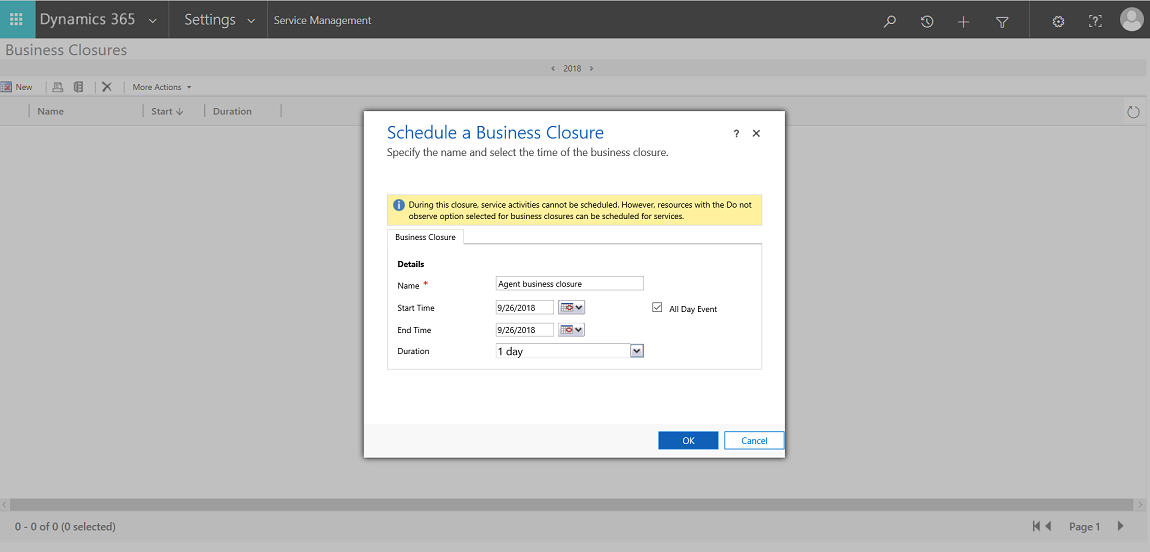 Dynamics 365 Settings Service Management
Business Closures
2018
New More Actions
Name Start Duration
Schedule a Business Closure
?
Specify the name and select the time of the business closure.
During this closure, service activities cannot be scheduled. However, resources with the Do not
observe option selected for business closures can be scheduled for services.
Business Closure
Details
Name * Agent business closure
Start Time 9/26/2018 All Day Event
End Time 9/26/2018
Duration 1 day
OK Cancel
0 - 0 of 0 (0 selected) Page 1